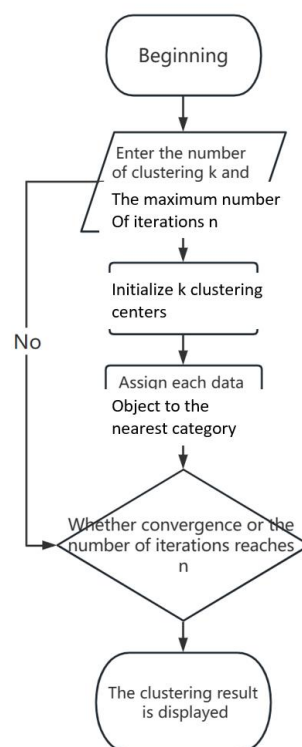 Beginning
Enter the number
of clustering k and
The maximum number
Of iterations n
Initialize k clustering
centers
Assign each data
Object to the
nearest category
No
Whether convergence or the
number of iterations reaches
n
The clustering result
is displayed